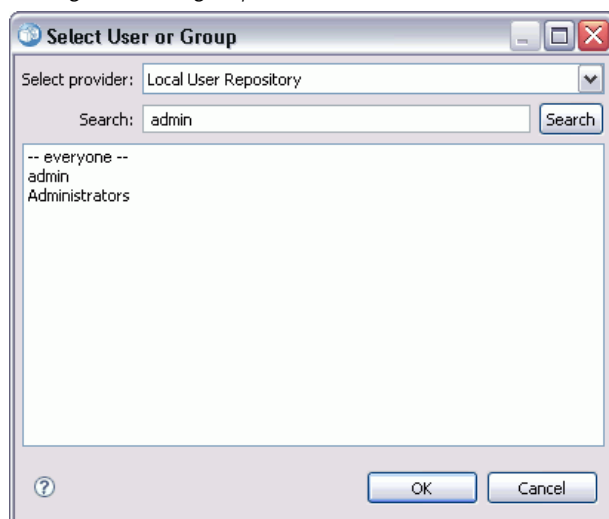 Select User or Group
Select provider: Local User Repository
Search: admin Search
-- everyone --
admin
Administrators
? OK Cancel